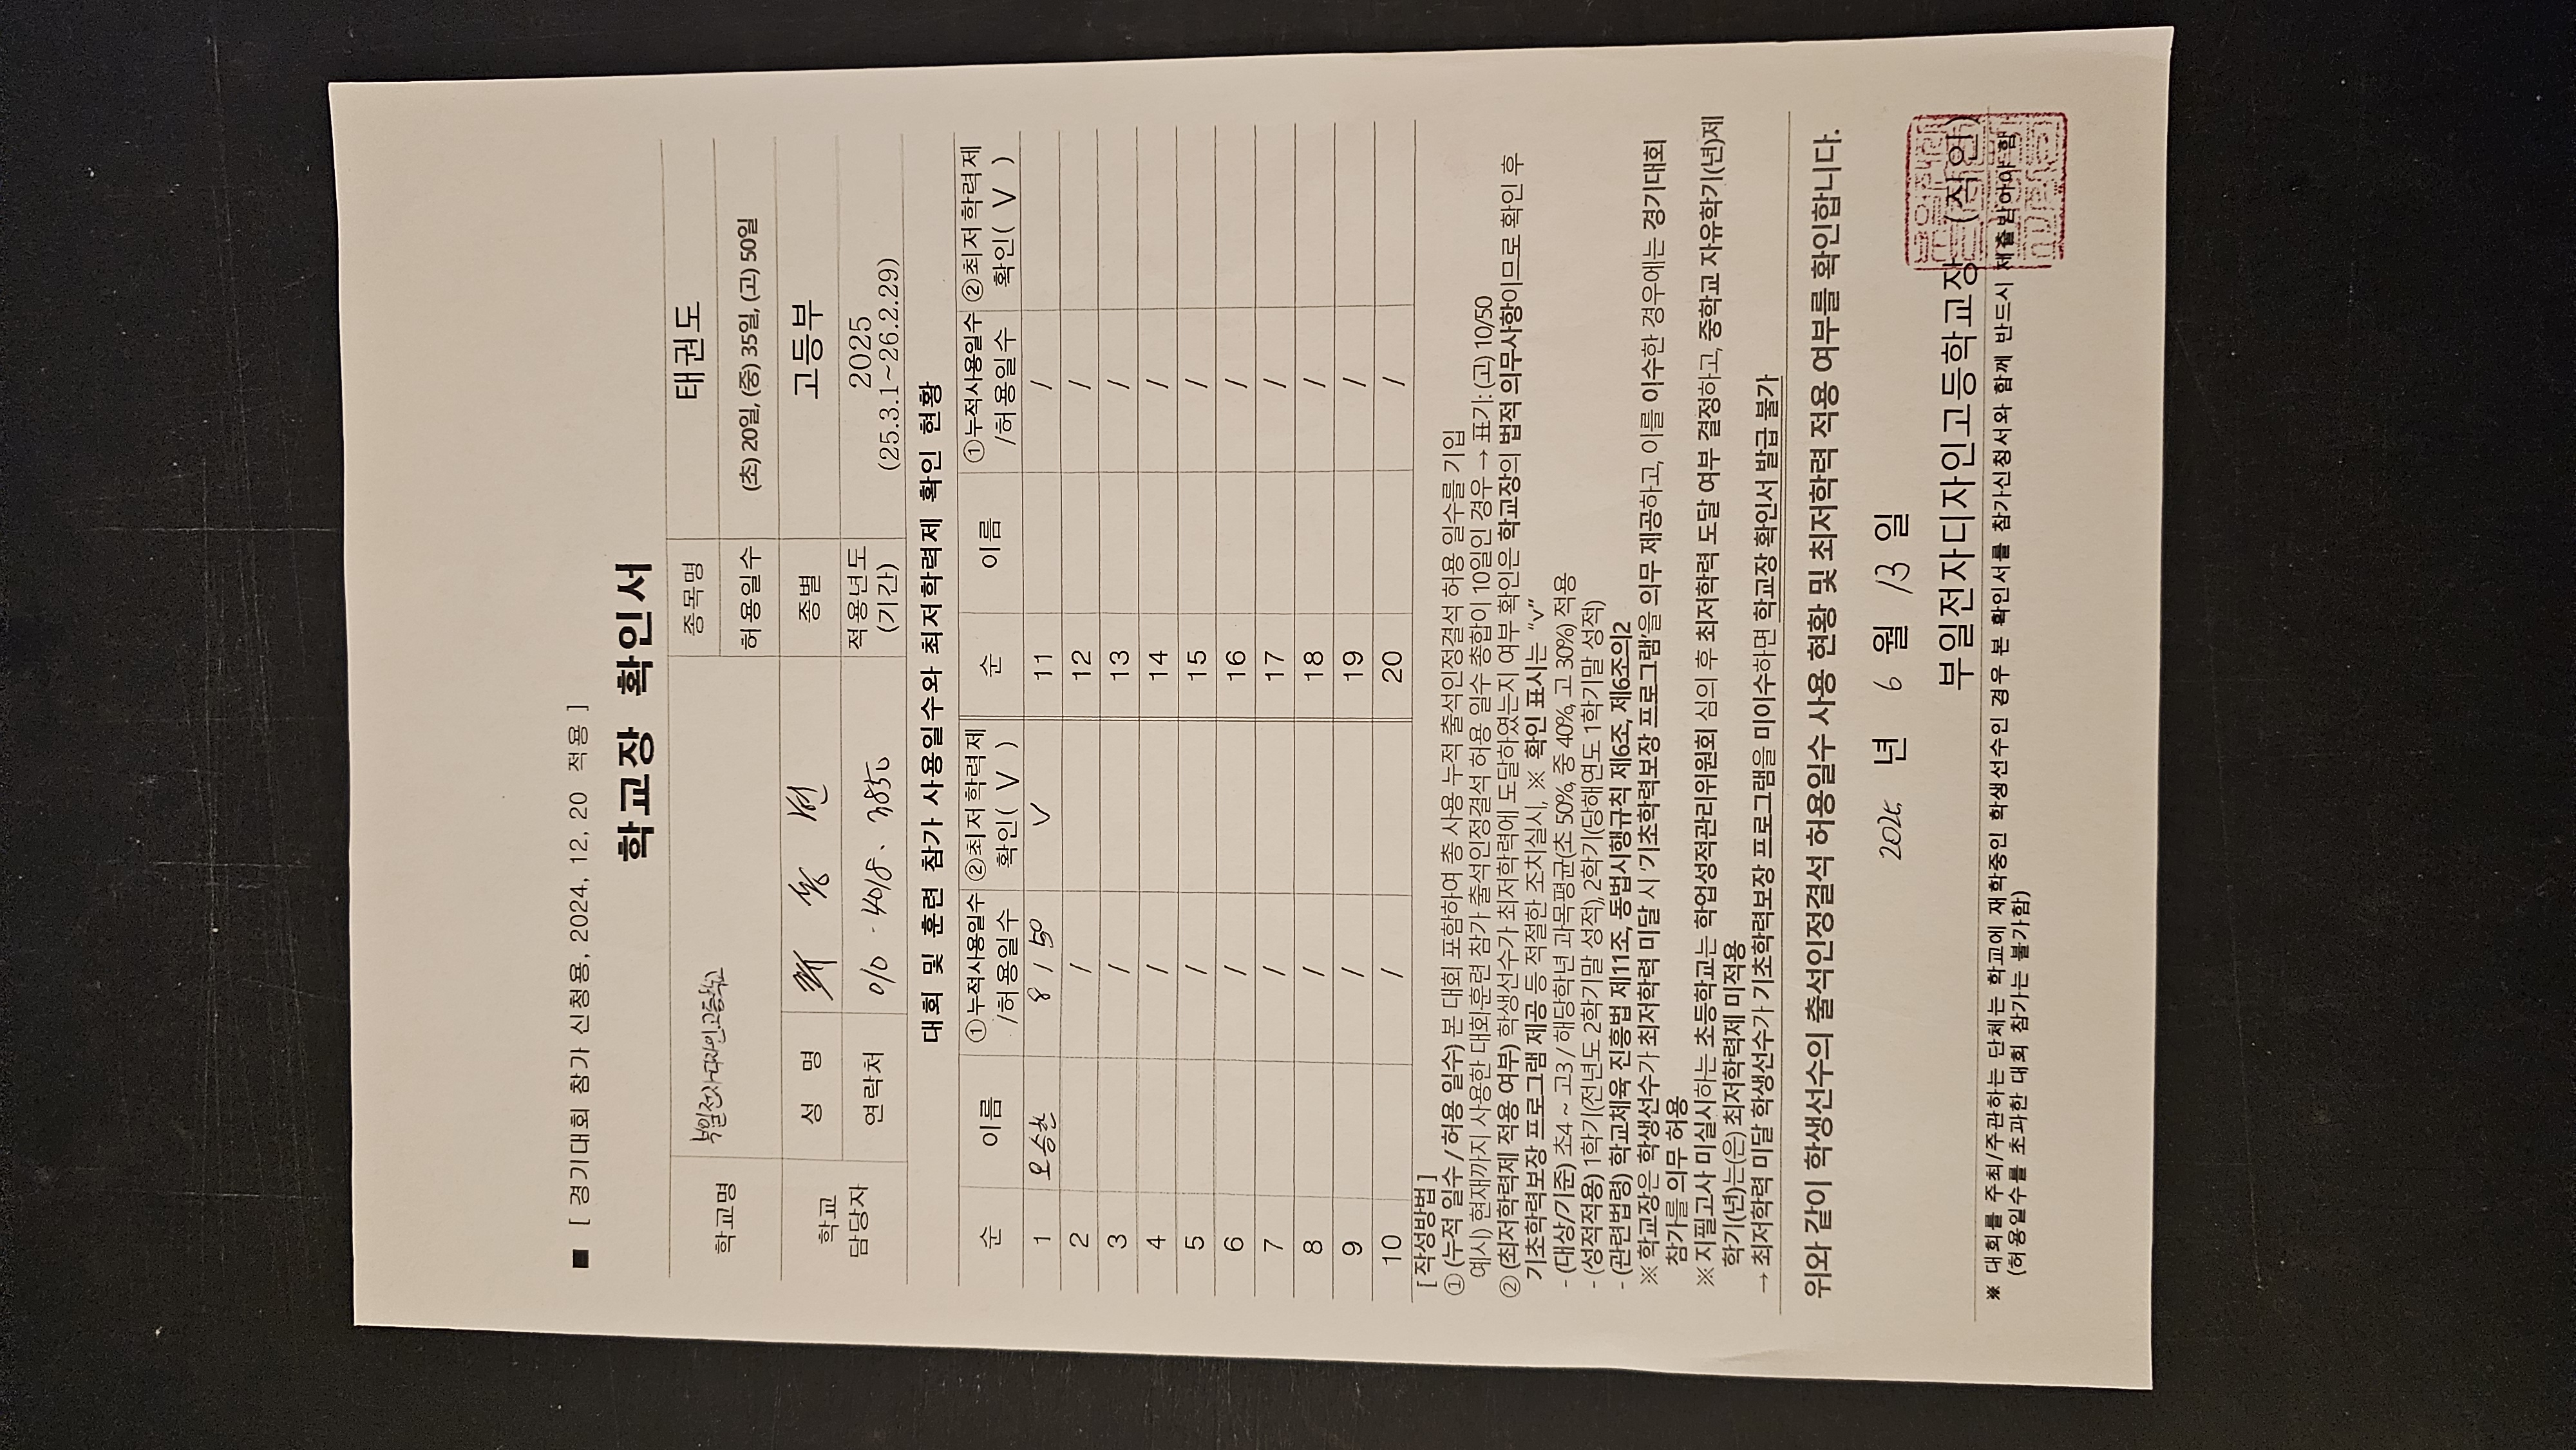 ■ [ 경기대회 참가 신청용, 2024. 12. 20 적용 ]
학교장 확인서
학교명 부일전자디자인고등학교 종목명 태권도
허용일수 (초) 20일, (중) 35일, (고) 50일
학교 담당자 성 명 종별 고등부
연락처 010-4018. 적용년도 (기간) 2025 (25.3.1~26.2.29)
대회 및 훈련 참가 사용일수와 최저학력제 확인 현황
순 이름 ①누적사용일수 /허용일수 ②최저학력제 확인( V ) 순 이름 ①누적사용일수 /허용일수 ②최저학력제 확인( V )
1 오승찬 8 / 50 V 11 /
2 / 12 /
3 / 13 /
4 / 14 /
5 / 15 /
6 / 16 /
7 / 17 /
8 / 18 /
9 / 19 /
10 / 20 /
[ 작성방법 ]
① (누적 일수 / 허용 일수) 본 대회 포함하여 총 사용 누적 출석인정결석 허용 일수를 기입
예시) 현재까지 사용한 대회·훈련 참가 출석인정결석 허용 일수 총합이 10일인 경우 → 표기: (고) 10/50
② (최저학력제 적용 여부) 학생선수가 최저학력에 도달하였는지 여부 확인은 학교장의 법적 의무사항이므로 확인 후
기초학력보장 프로그램 제공 등 적절한 조치실시, ※ 확인 표시는 "v"
- (대상/기준) 초4 ~ 고3 / 해당학년 과목평균(초 50%, 중 40%, 고 30%) 적용
- (성적적용) 1학기(전년도 2학기말 성적), 2학기(당해연도 1학기말 성적)
- (관련법령) 학교체육 진흥법 제11조, 동법시행규칙 제6조, 제6조의2
※ 학교장은 학생선수가 최저학력 미달 시 '기초학력보장 프로그램'을 의무 제공하고, 이를 이수한 경우에는 경기대회
참가를 의무 허용
※ 지필고사 미실시하는 초등학교는 학업성적관리위원회 심의 후 최저학력 도달 여부 결정하고, 중학교 자유학기(년)제
학기(년)는(은) 최저학력제 미적용
→ 최저학력 미달 학생선수가 기초학력보장 프로그램을 미이수하면 학교장 확인서 발급 불가
위와 같이 학생선수의 출석인정결석 허용일수 사용 현황 및 최저학력 적용 여부를 확인합니다.
2025 년 6 월 13 일
부일전자디자인고등학교장 (직인)
※ 대회를 주최/주관하는 단체는 학교에 재학중인 학생선수인 경우 본 확인서를 참가신청서와 함께 반드시 제출받아야 함
(허용일수를 초과한 대회 참가는 불가함)